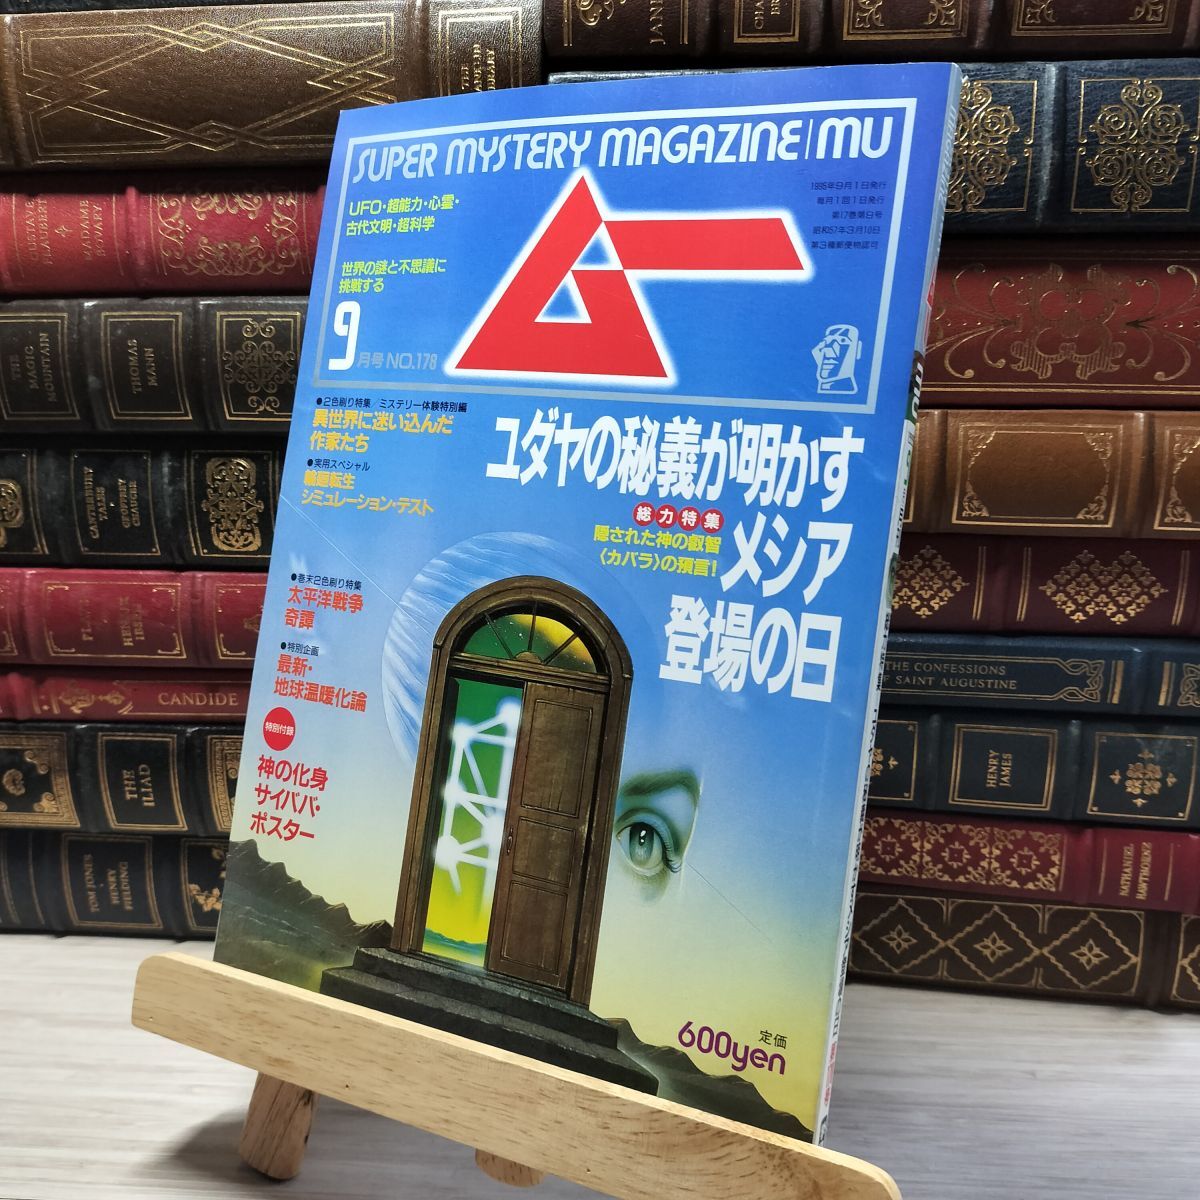 SUPER MYSTERY MAGAZINE/MU
UFO・超能力・心霊・
古代文明・超科学
世界の謎と不思議に
挑戦する
9月号 NO.178
ムー
1995年9月1日発行
毎月1回1日発行
第17巻第9号
昭和57年3月10日
第3種郵便物認可
●2色刷り特集/ミステリー体験特別編
異世界に迷い込んだ
作家たち
●実用スペシャル
輪廻転生
シミュレーション・テスト
ユダヤの秘義が明かす
メシア
登場の日
総力特集
隠された神の叡智
〈カバラ〉の預言!
●巻末2色刷り特集
太平洋戦争
奇譚
●特別企画
最新・
地球温暖化論
特別付録
神の化身
サイババ・
ポスター
600yen
定価
GUSTAVE
FLAUBERT
MADAME
BOVARY
THE
MAGIC
MOUNTAIN
THOMAS
MANN
CANTERBURY
TALES
GEOFFREY
CHAUCER
CANDIDE
THE
ILIAD
TOM JONES
HENRY
FIELDING
THE CONFESSIONS
OF SAINT AUGUSTINE
HENRY
JAMES
NATHANIEL
HAWTHORNE